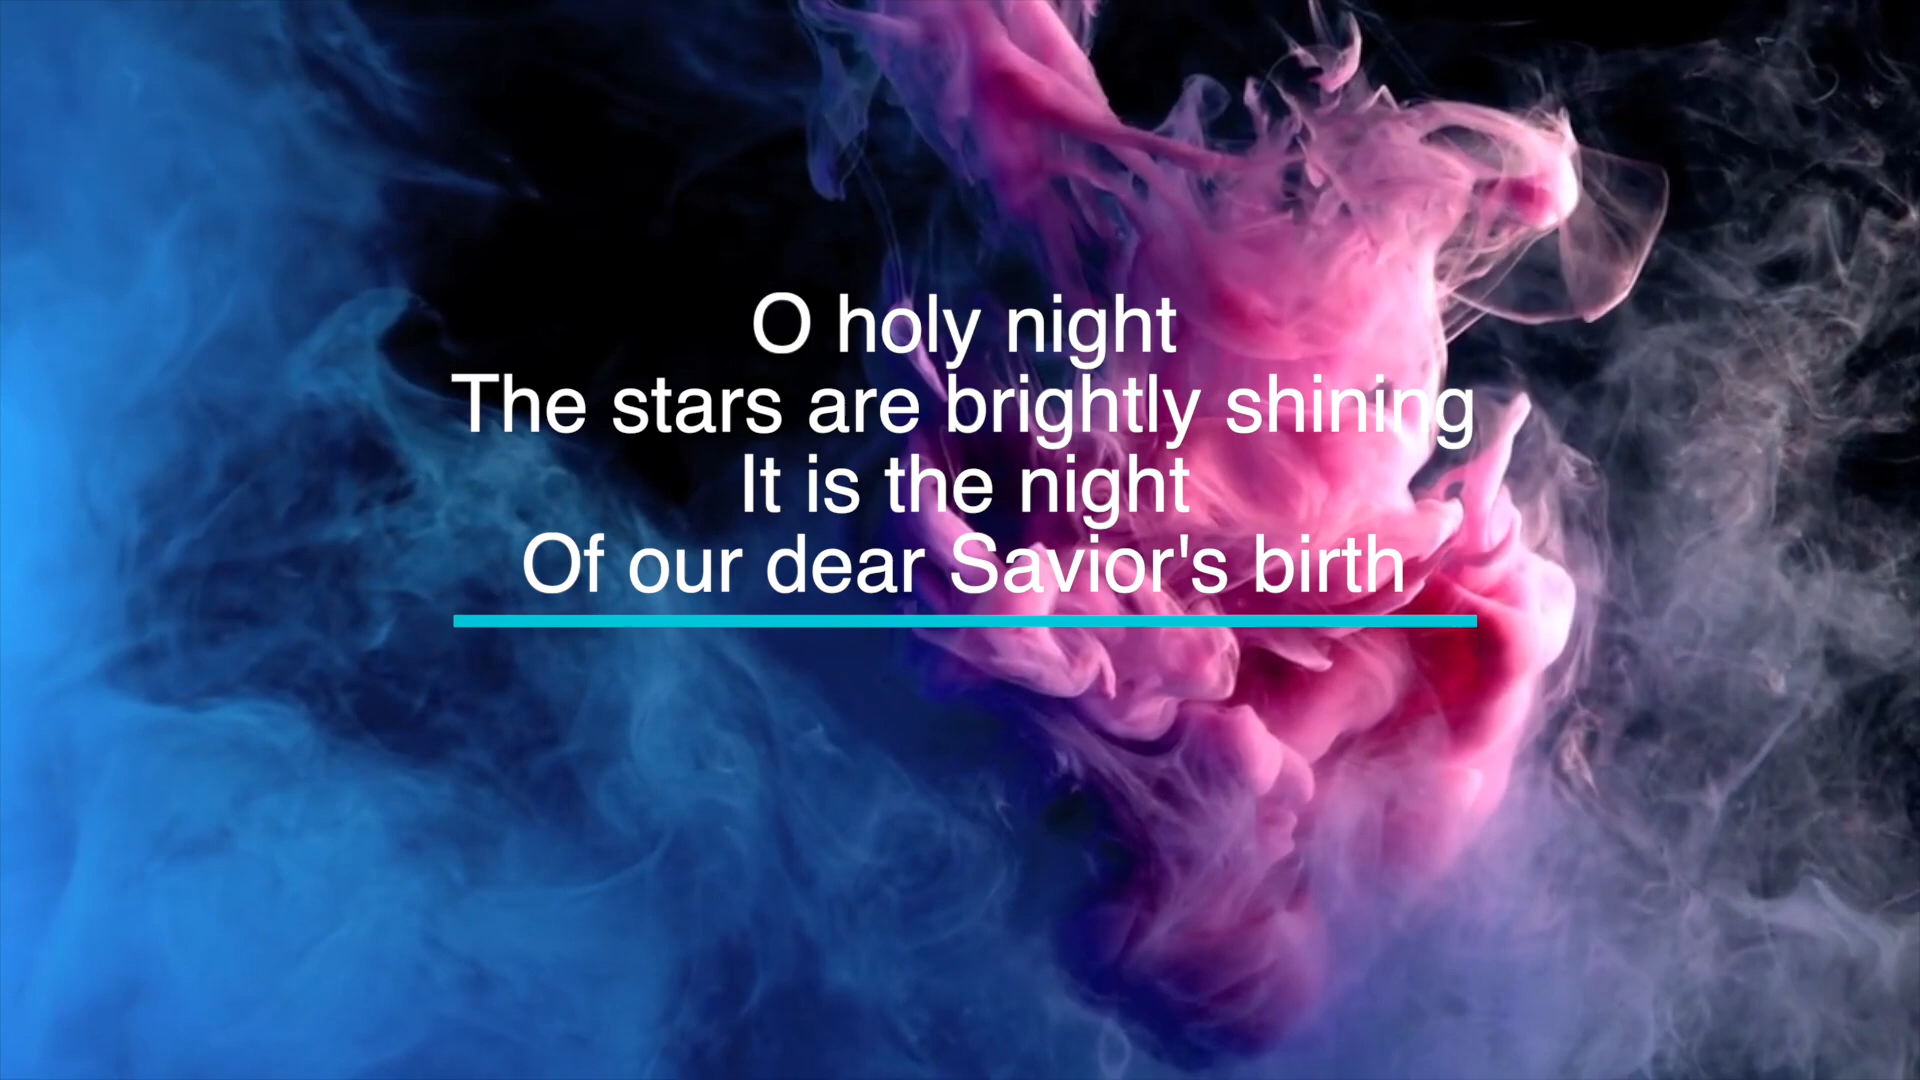 O holy night
The stars are brightly shining
It is the night
Of our dear Savior's birth